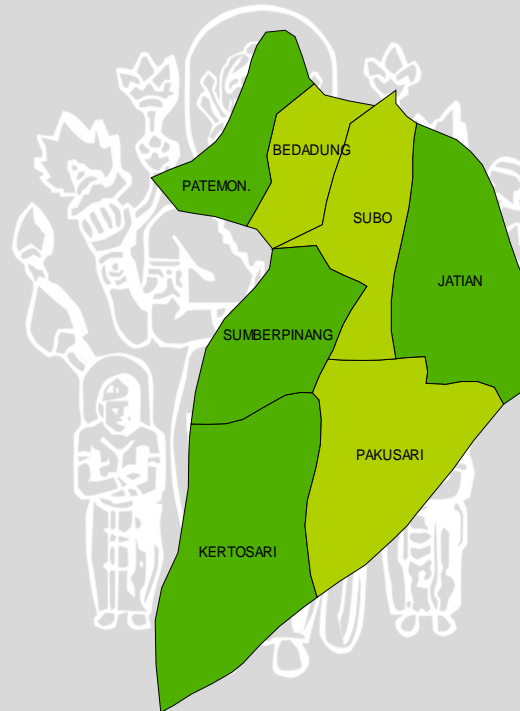 BEDADUNG
PATEMON.
SUBO
JATIAN
SUMBERPINANG
PAKUSARI
KERTOSARI